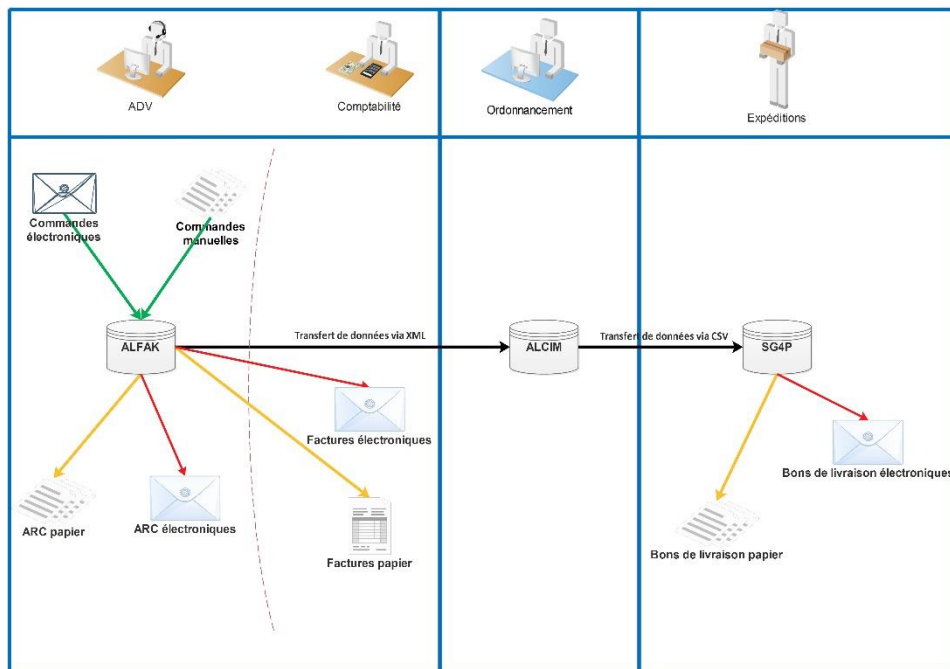 ADV
Comptabilité
Ordonnancement
Expéditions
Commandes
électroniques
Commandes
manuelles
ALFAK
Transfert de données via XML
ALCIM
Transfert de données via CSV
SG4P
Factures électroniques
Bons de livraison électroniques
ARC papier
ARC électroniques
Factures papier
Bons de livraison papier